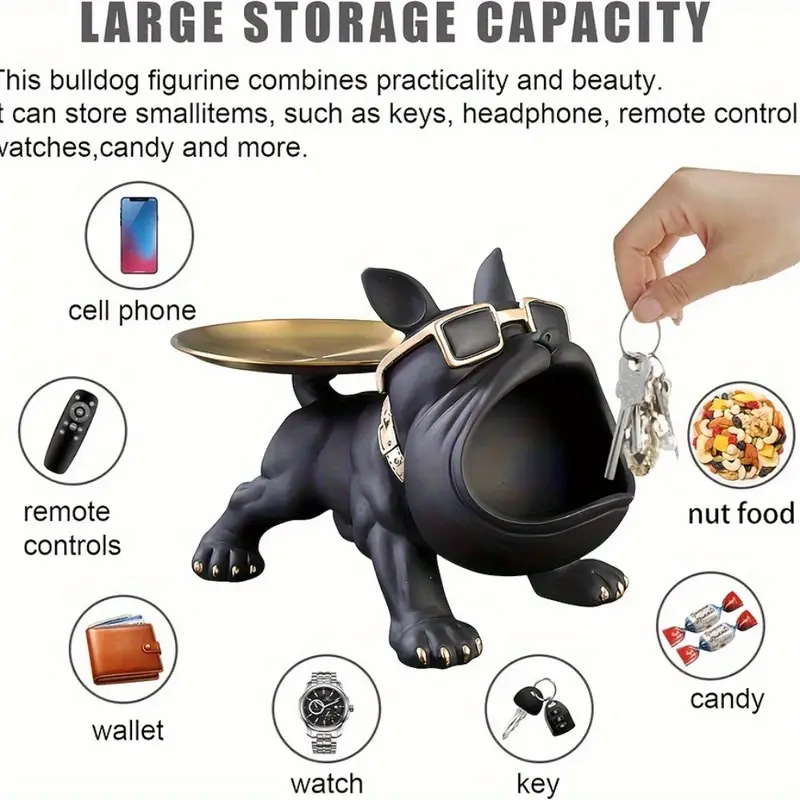 LARGE STORAGE CAPACITY
This bulldog figurine combines practicality and beauty.
t can store smallitems, such as keys, headphone, remote control
watches,candy and more.
cell phone
remote
controls
nut food
wallet
candy
watch
key